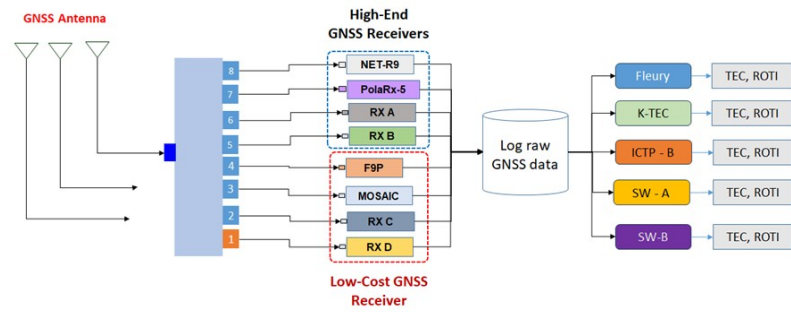 High-End
GNSS Receivers
GNSS Antenna
8
7
6
5
4
3
2
1
NET-R9
PolaRx-5
RX A
RX B
F9P
MOSAIC
RX C
RX D
Low-Cost GNSS
Receiver
Log raw
GNSS data
Fleury
TEC, ROTI
K-TEC
TEC, ROTI
ICTP - B
TEC, ROTI
SW - A
TEC, ROTI
SW-B
TEC, ROTI